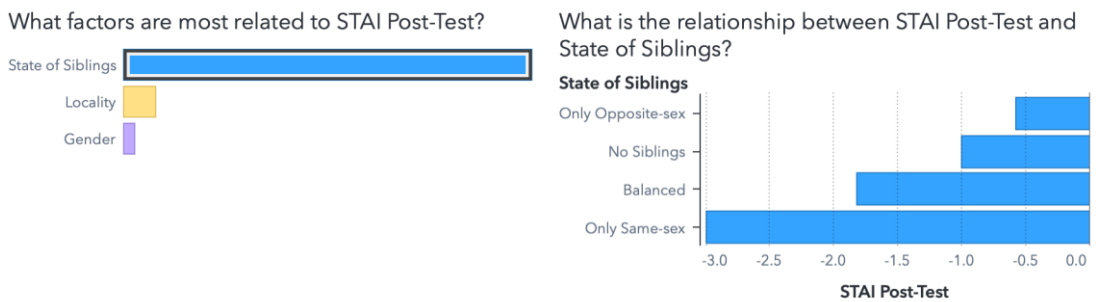 What factors are most related to STAI Post-Test?
State of Siblings
Locality
Gender
What is the relationship between STAI Post-Test and
State of Siblings?
State of Siblings
Only Opposite-sex
No Siblings
Balanced
Only Same-sex
-3.0 -2.5 -2.0 -1.5 -1.0 -0.5 0.0
STAI Post-Test